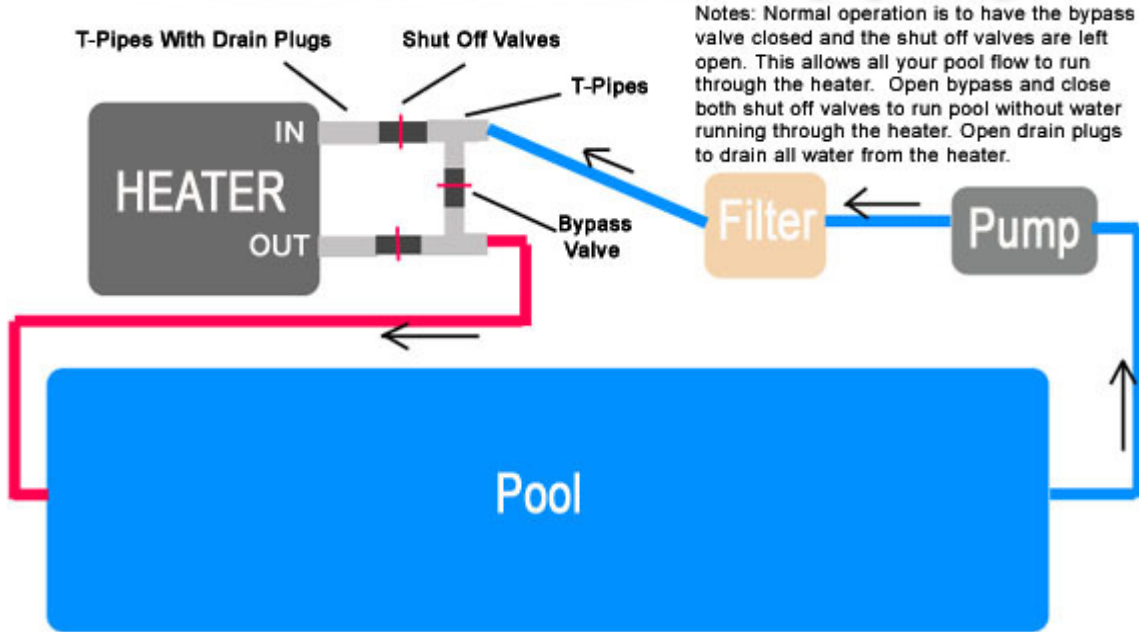 Notes: Normal operation is to have the bypass
valve closed and the shut off valves are left
open. This allows all your pool flow to run
through the heater.  Open bypass and close
both shut off valves to run pool without water
running through the heater. Open drain plugs
to drain all water from the heater.
T-Pipes With Drain Plugs
Shut Off Valves
T-Pipes
IN
HEATER
OUT
Bypass
Valve
Filter
Pump
Pool